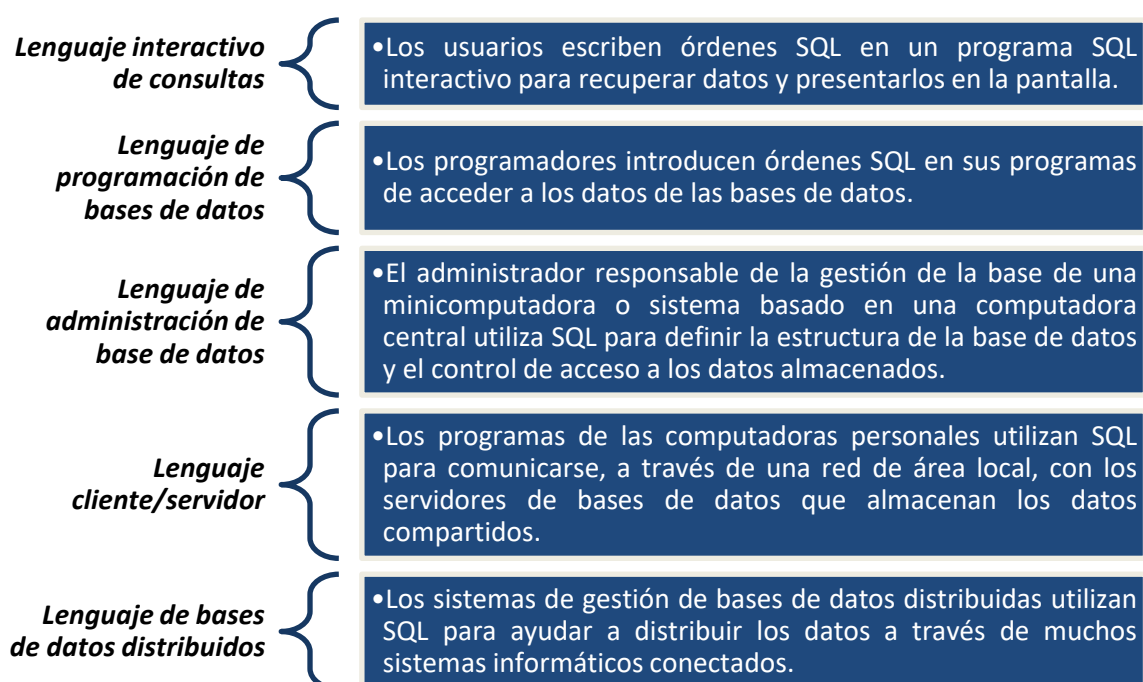 Lenguaje interactivo
de consultas
•Los usuarios escriben órdenes SQL en un programa SQL
interactivo para recuperar datos y presentarlos en la pantalla.
Lenguaje de
programación de
bases de datos
•Los programadores introducen órdenes SQL en sus programas
de acceder a los datos de las bases de datos.
Lenguaje de
administración de
base de datos
•El administrador responsable de la gestión de la base de una
minicomputadora o sistema basado en una computadora
central utiliza SQL para definir la estructura de la base de datos
y el control de acceso a los datos almacenados.
Lenguaje
cliente/servidor
•Los programas de las computadoras personales utilizan SQL
para comunicarse, a través de una red de área local, con los
servidores de bases de datos que almacenan los datos
compartidos.
Lenguaje de bases
de datos distribuidos
•Los sistemas de gestión de bases de datos distribuidas utilizan
SQL para ayudar a distribuir los datos a través de muchos
sistemas informáticos conectados.